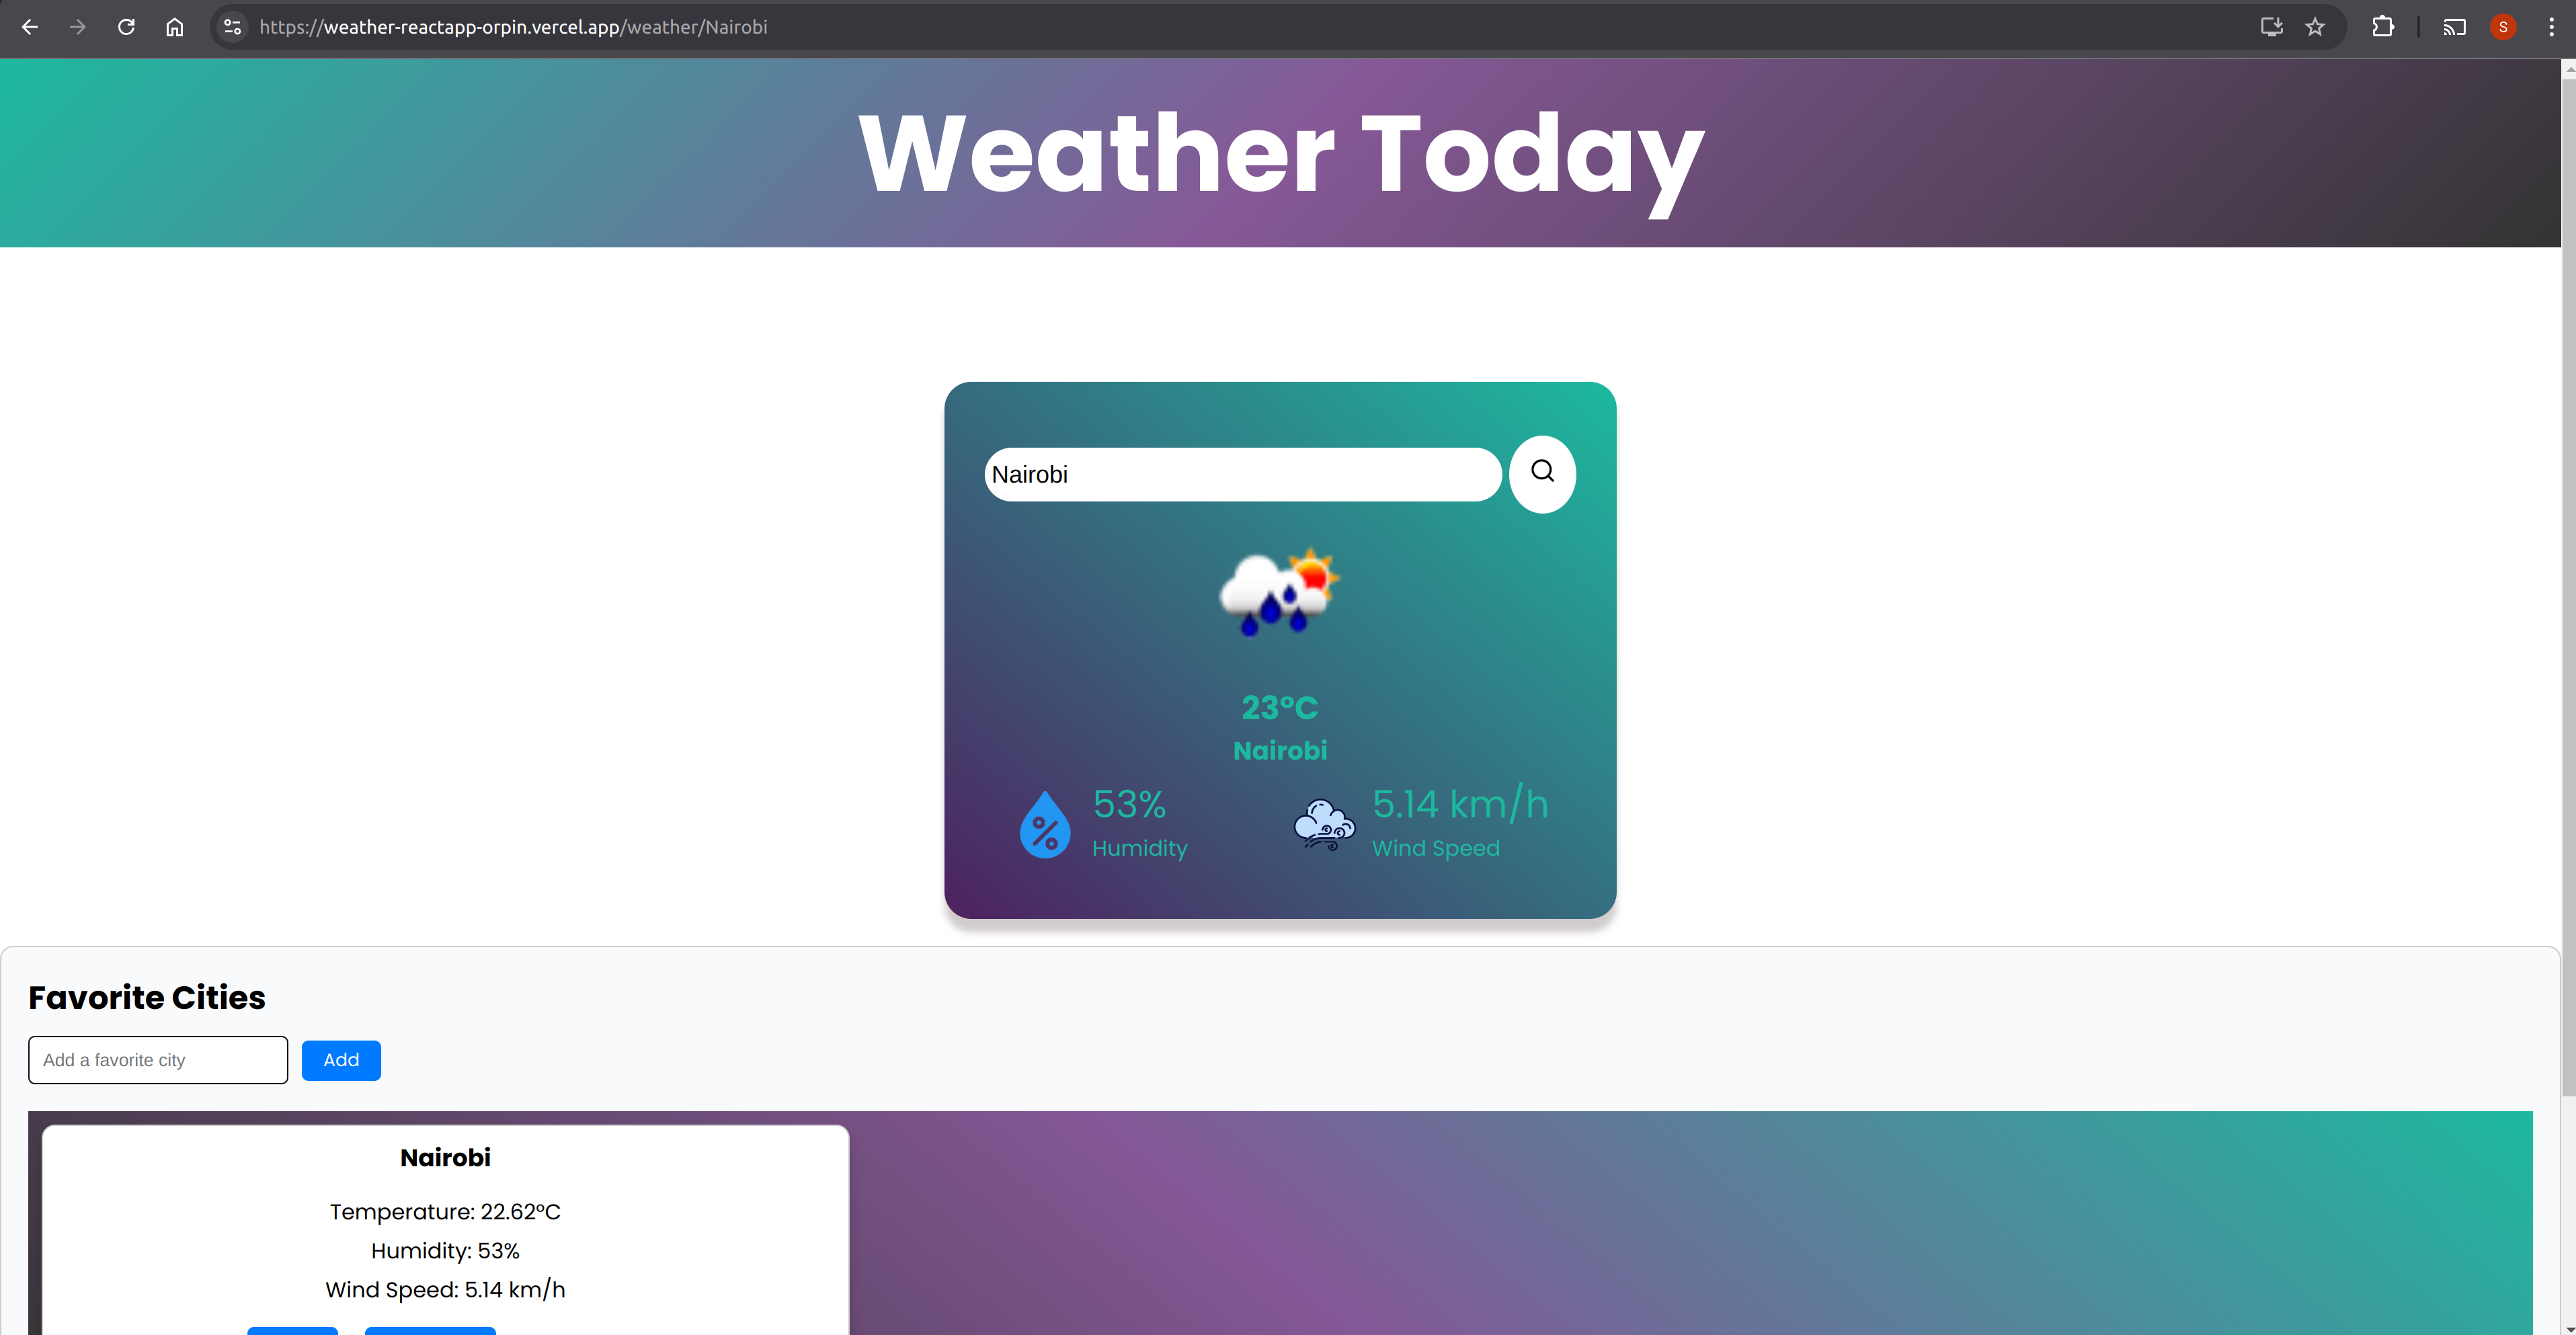 https://weather-reactapp-orpin.vercel.app/weather/Nairobi
S
Weather Today
Nairobi
23°C
Nairobi
53%
Humidity
5.14 km/h
Wind Speed
Favorite Cities
Add a favorite city
Add
Nairobi
Temperature: 22.62°C
Humidity: 53%
Wind Speed: 5.14 km/h